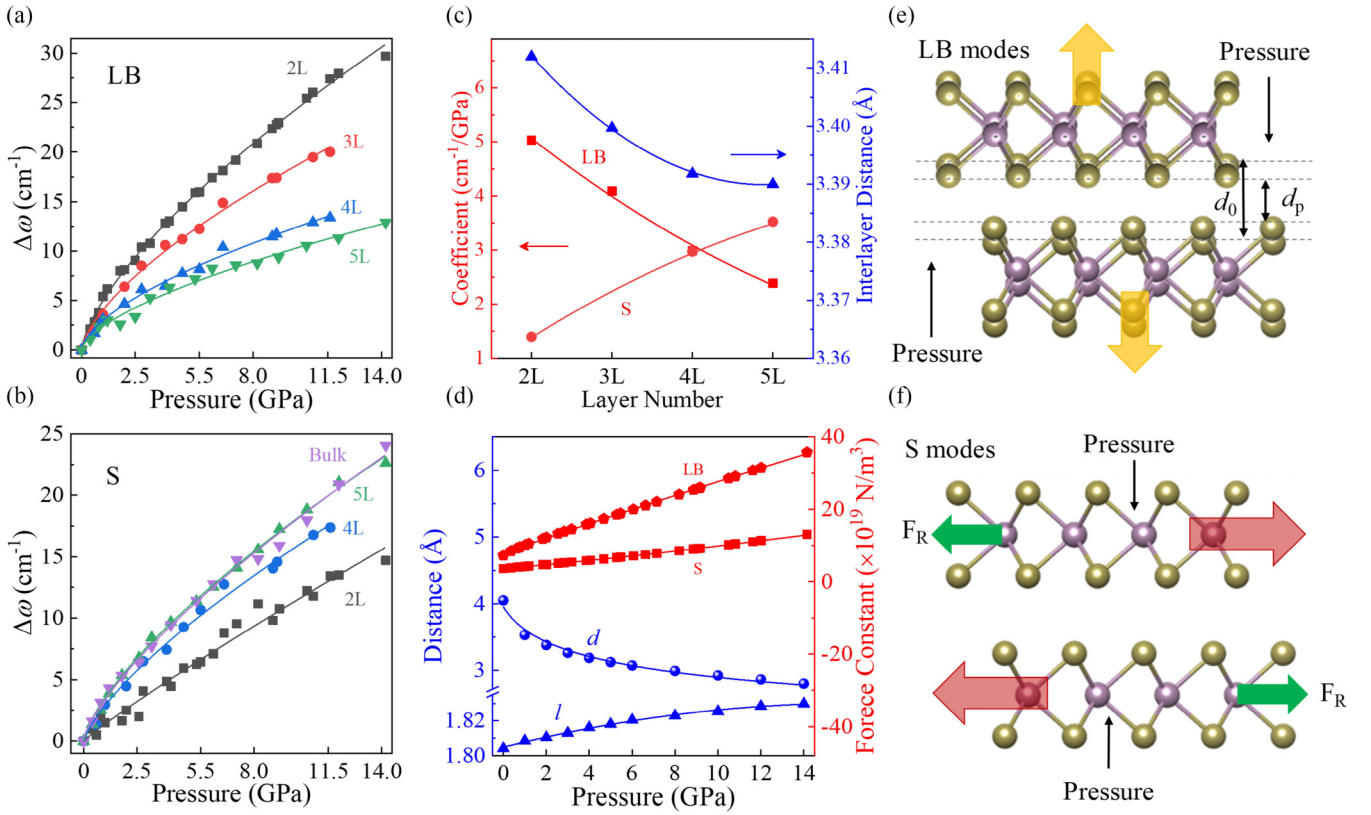 (a)
LB
2L
3L
4L
5L
30
25
20
15
10
5
0
Δω (cm⁻¹)
0 2.5 5.5 8.0 11.5 14.0
Pressure (GPa)
(b)
S
Bulk
5L
4L
2L
25
20
15
10
5
0
Δω (cm⁻¹)
0 2.5 5.5 8.0 11.5 14.0
Pressure (GPa)
(c)
LB
S
6
5
4
3
2
1
Coefficient (cm⁻¹/GPa)
3.41
3.40
3.39
3.38
3.37
3.36
Interlayer Distance (Å)
2L 3L 4L 5L
Layer Number
(d)
LB
S
d
l
6
5
4
3
1.82
1.80
Distance (Å)
40
20
0
-20
-40
Forece Constant (×10¹⁹ N/m³)
0 2 4 6 8 10 12 14
Pressure (GPa)
(e)
LB modes
Pressure
d₀
dₚ
Pressure
(f)
S modes
Pressure
F_R
F_R
Pressure